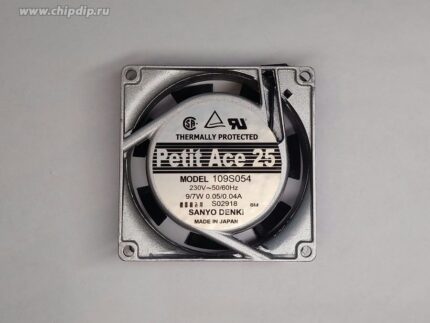 www.chipdip.ru
THERMALLY PROTECTED
Petit Ace 25
MODEL 109S054
230V~50/60Hz
9/7W 0.05/0.04A
S02918
SANYO DENKI
MADE IN JAPAN